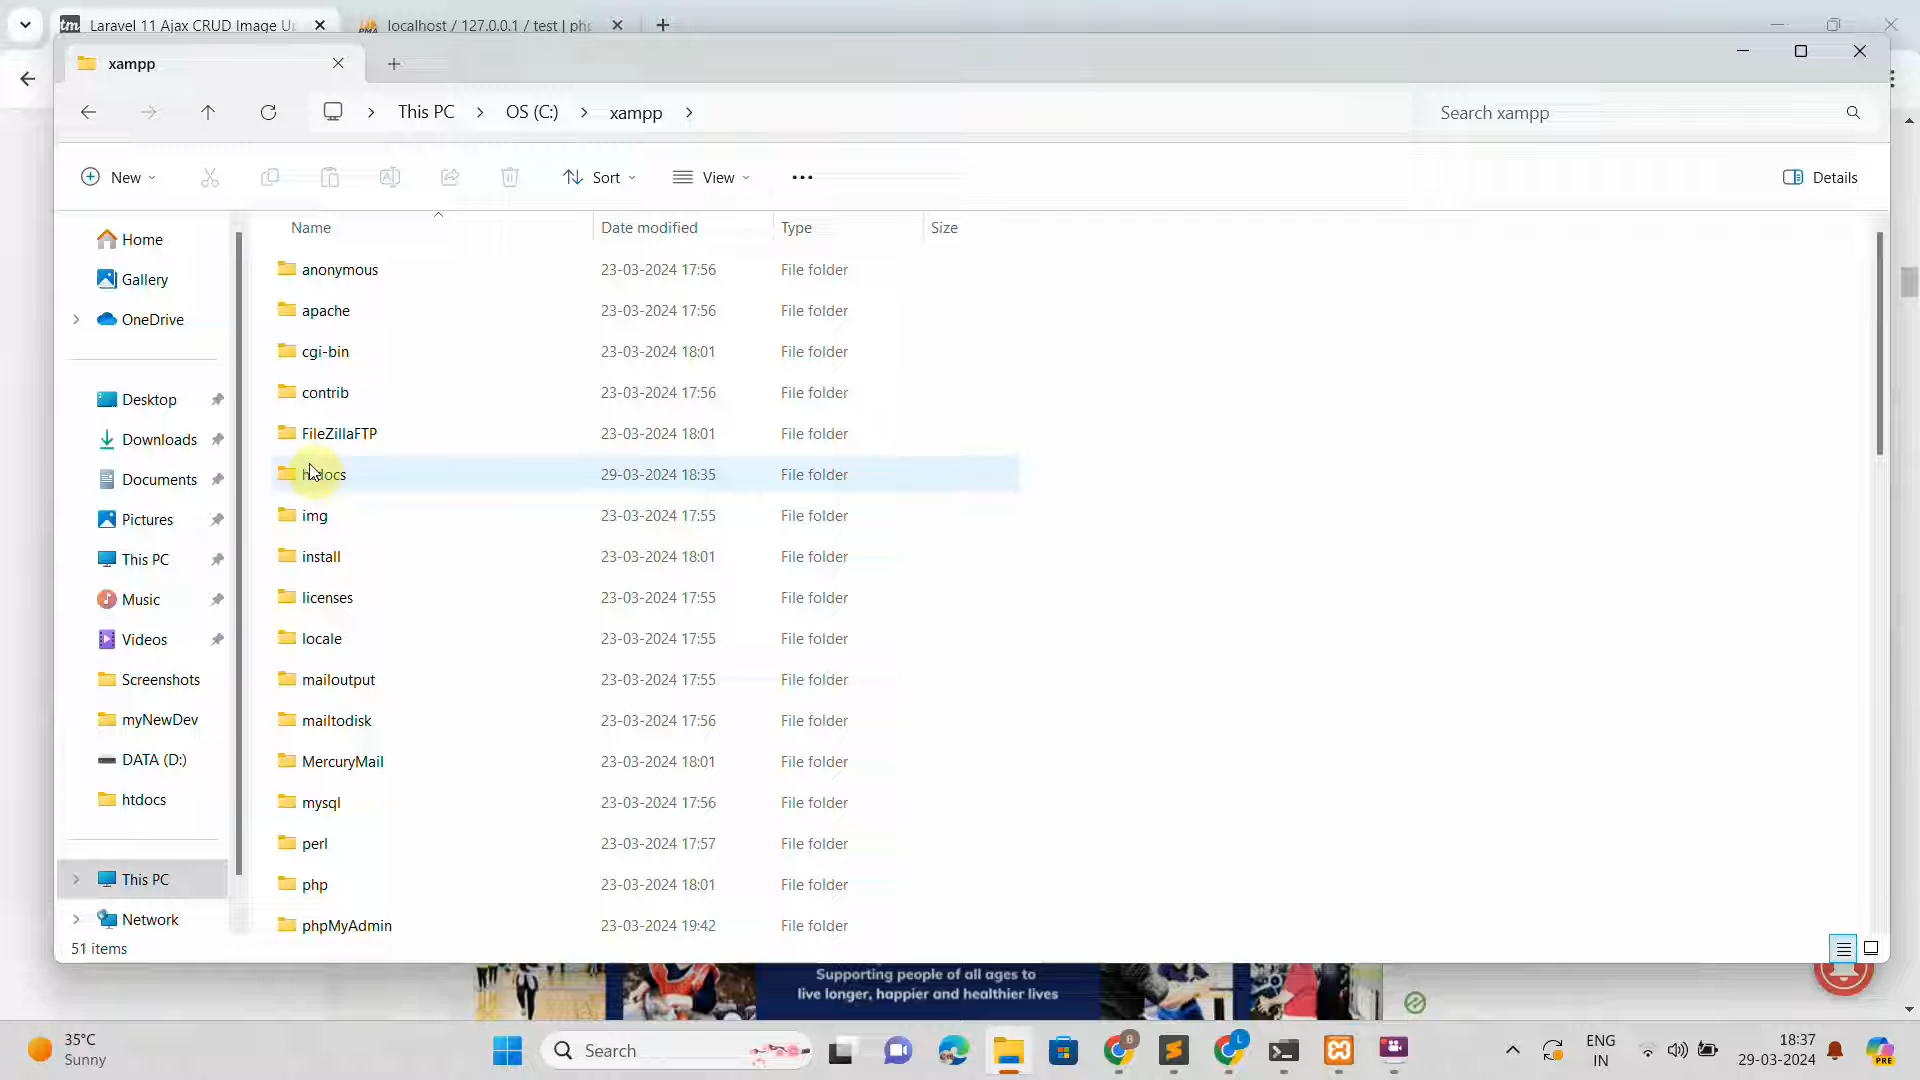 Laravel 11 Ajax CRUD Image U
localhost / 127.0.0.1 / test | ph
xampp
This PC
OS (C:)
xampp
Search xampp
New
Sort
View
Details
Name
Date modified
Type
Size
Home
Gallery
OneDrive
Desktop
Downloads
Documents
Pictures
This PC
Music
Videos
Screenshots
myNewDev
DATA (D:)
htdocs
This PC
Network
anonymous 23-03-2024 17:56 File folder
apache 23-03-2024 17:56 File folder
cgi-bin 23-03-2024 18:01 File folder
contrib 23-03-2024 17:56 File folder
FileZillaFTP 23-03-2024 18:01 File folder
htdocs 29-03-2024 18:35 File folder
img 23-03-2024 17:55 File folder
install 23-03-2024 18:01 File folder
licenses 23-03-2024 17:55 File folder
locale 23-03-2024 17:55 File folder
mailoutput 23-03-2024 17:55 File folder
mailtodisk 23-03-2024 17:56 File folder
MercuryMail 23-03-2024 18:01 File folder
mysql 23-03-2024 17:56 File folder
perl 23-03-2024 17:57 File folder
php 23-03-2024 18:01 File folder
phpMyAdmin 23-03-2024 19:42 File folder
51 items
Supporting people of all ages to
live longer, happier and healthier lives
35°C
Sunny
Search
ENG
IN
18:37
29-03-2024